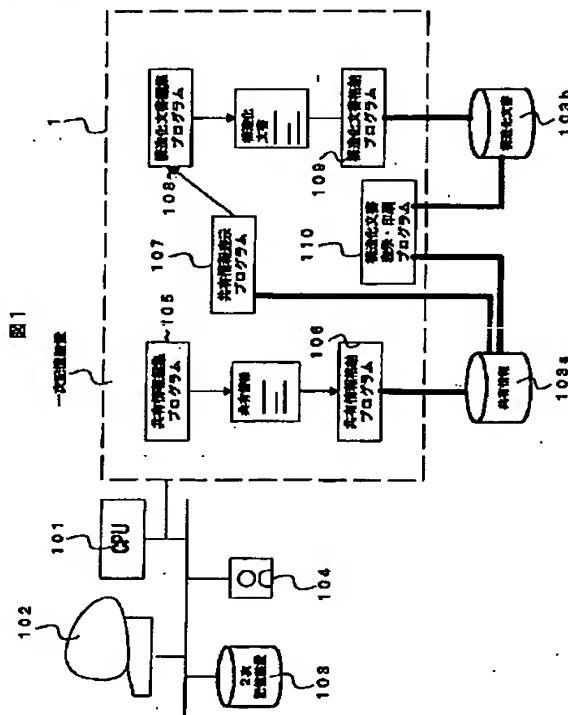 図1
一次記憶装置
1
101
CPU
102
2次
記憶装置
103
104
共有情報編集
プログラム
105
共有情報
共有情報格納
プログラム
106
共有情報表示
プログラム
107
構造化文書編集
プログラム
108
構造化
文書
構造化文書格納
プログラム
109
構造化文書
表示・印刷
プログラム
110
共有情報
103a
構造化文書
103b